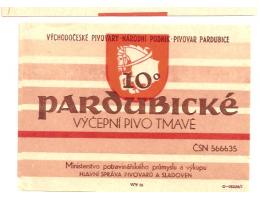 VÝCHODOČESKÉ PIVOVARY NÁRODNÍ PODNIK · PIVOVAR PARDUBICE
10°
PARDUBICKÉ
VÝČEPNÍ PIVO TMAVÉ
ČSN 566635
Ministerstvo potravinářského průmyslu a výkupu
HLAVNÍ SPRÁVA PIVOVARŮ A SLADOVEN